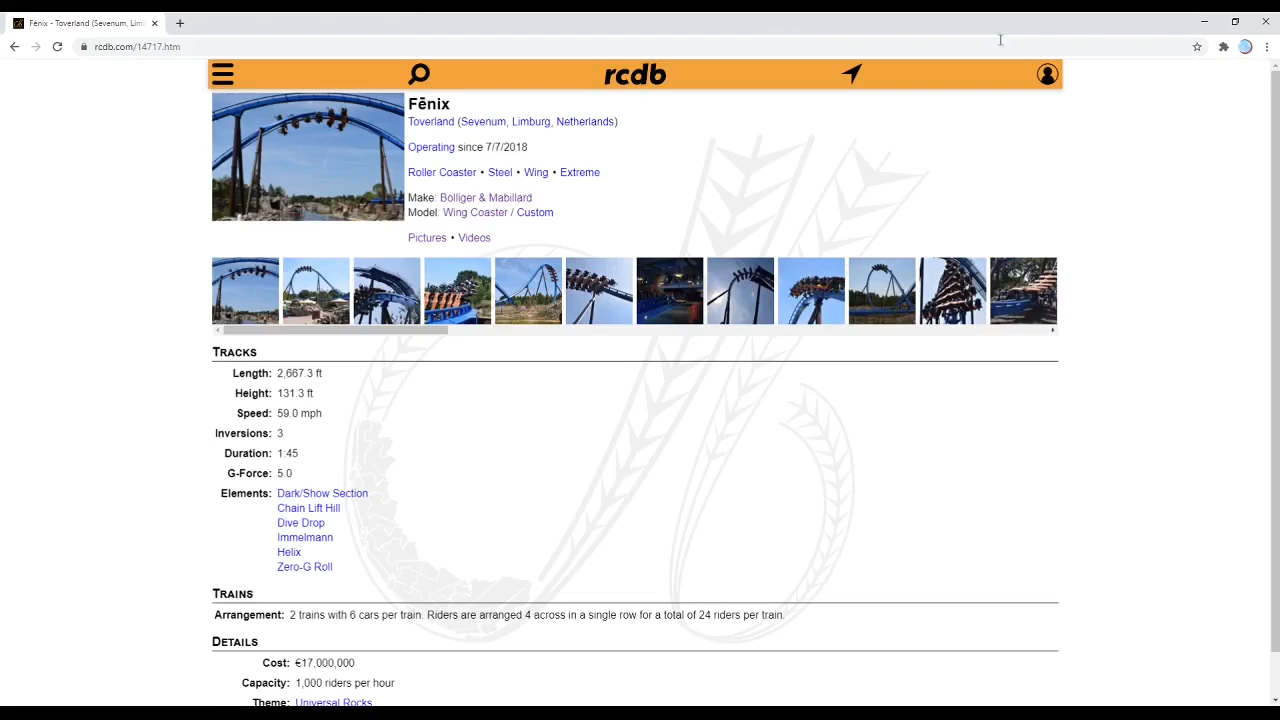 Fēnix - Toverland (Sevenum, Lim
rcdb.com/14717.htm
rcdb
Fēnix
Toverland (Sevenum, Limburg, Netherlands)
Operating since 7/7/2018
Roller Coaster • Steel • Wing • Extreme
Make: Bolliger & Mabillard
Model: Wing Coaster / Custom
Pictures • Videos
Tracks
Length: 2,667.3 ft
Height: 131.3 ft
Speed: 59.0 mph
Inversions: 3
Duration: 1:45
G-Force: 5.0
Elements: Dark/Show Section
Chain Lift Hill
Dive Drop
Immelmann
Helix
Zero-G Roll
Trains
Arrangement: 2 trains with 6 cars per train. Riders are arranged 4 across in a single row for a total of 24 riders per train.
Details
Cost: €17,000,000
Capacity: 1,000 riders per hour
Theme: Universal Rocks